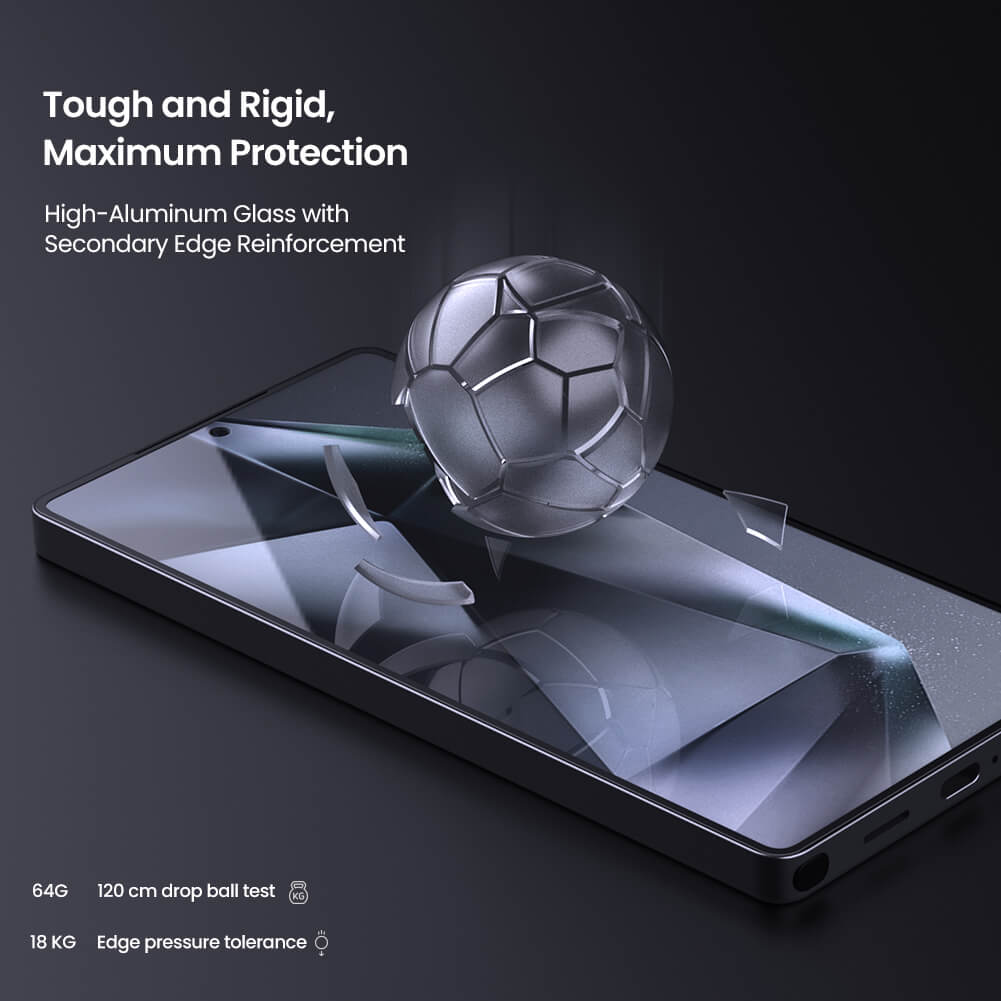 Tough and Rigid,
Maximum Protection
High-Aluminum Glass with
Secondary Edge Reinforcement
64G 120 cm drop ball test KG
18 KG Edge pressure tolerance